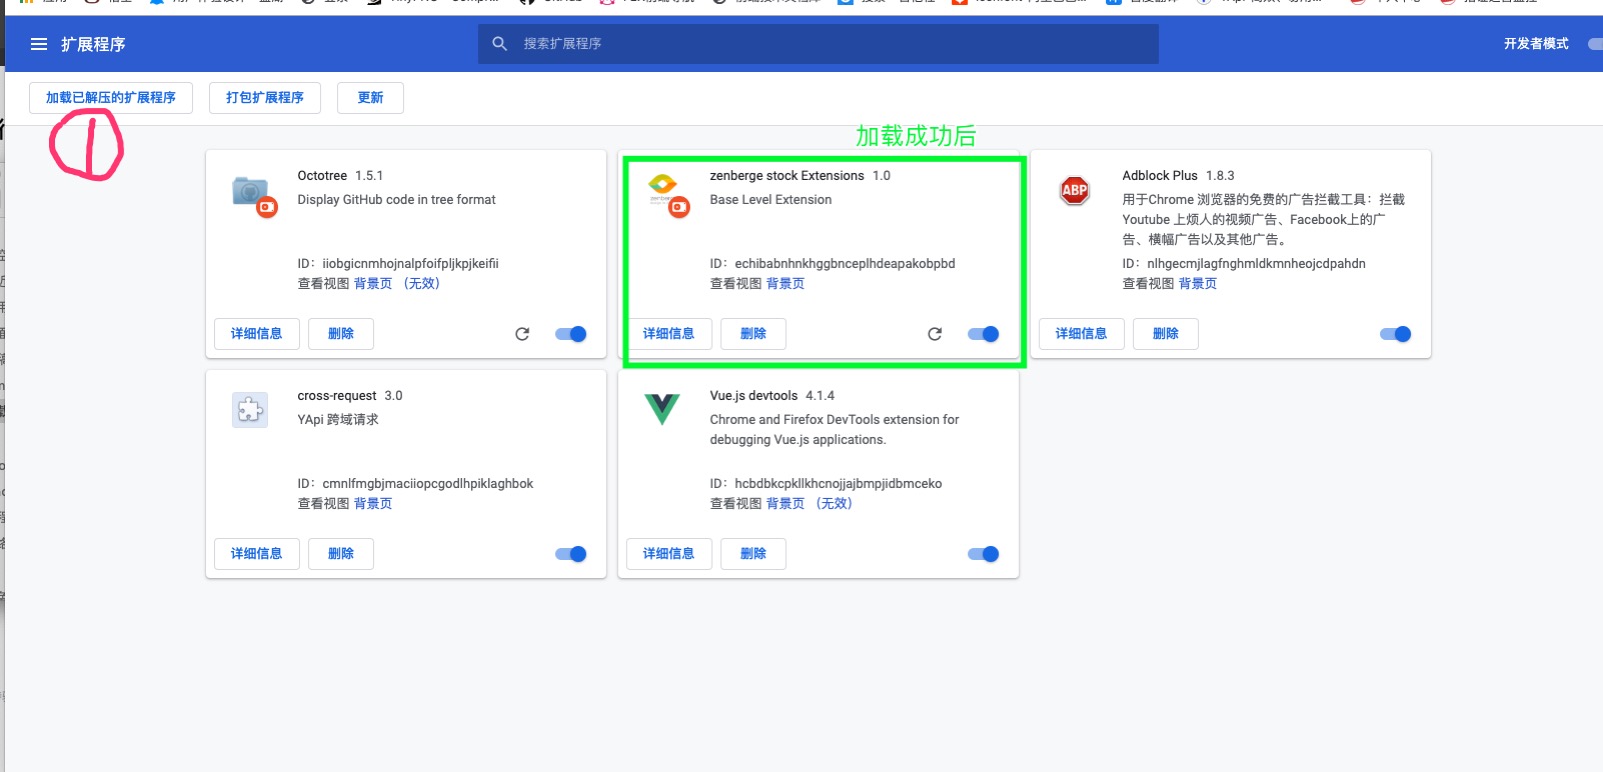 扩展程序
搜索扩展程序
开发者模式
加载已解压的扩展程序
打包扩展程序
更新
①
加载成功后
Octotree 1.5.1
Display GitHub code in tree format
ID: iiobgicnmhojnalpfoifpljkpjkeifii
查看视图 背景页 （无效）
详细信息
删除
zenberge stock Extensions 1.0
Base Level Extension
ID: echibabnhnkhggbnceplhdeapakobpbd
查看视图 背景页
详细信息
删除
ABP
Adblock Plus 1.8.3
用于Chrome 浏览器的免费的广告拦截工具：拦截
Youtube 上烦人的视频广告、Facebook上的广
告、横幅广告以及其他广告。
ID: nlhgecmjlagfnghmldkmnheojcdpahdn
查看视图 背景页
详细信息
删除
cross-request 3.0
YApi 跨域请求
ID: cmnlfmgbjmaciiopcgodlhpiklaghbok
查看视图 背景页
详细信息
删除
Vue.js devtools 4.1.4
Chrome and Firefox DevTools extension for
debugging Vue.js applications.
ID: hcbdbkcpkllkhcnojjajbmpjidbmceko
查看视图 背景页 （无效）
详细信息
删除